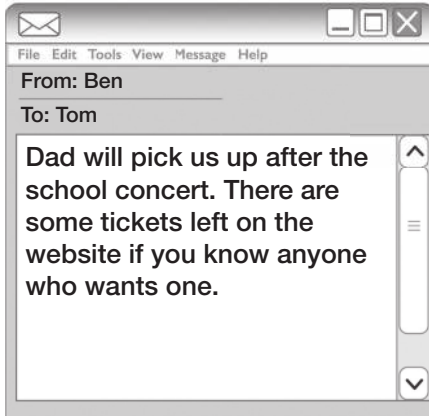 File Edit Tools View Message Help
From: Ben
To: Tom
Dad will pick us up after the
school concert. There are
some tickets left on the
website if you know anyone
who wants one.